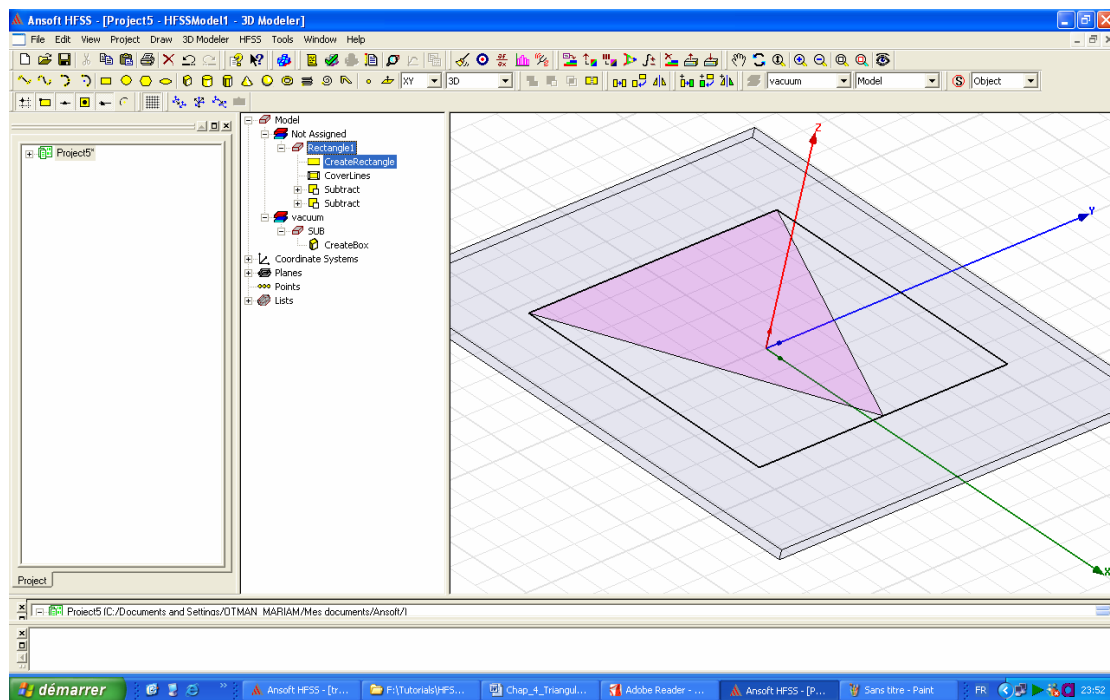 Ansoft HFSS - [Project5 - HFSSModel1 - 3D Modeler]
File Edit View Project Draw 3D Modeler HFSS Tools Window Help
XY 3D vacuum Model Object
Project5*
Model
Not Assigned
Rectangle1
CreateRectangle
CoverLines
Subtract
Subtract
vacuum
SUB
CreateBox
Coordinate Systems
Planes
Points
Lists
Z
Y
X
Project
Project5 (C:/Documents and Settings/OTMAN MARIAM/Mes documents/Ansoft/)
démarrer
Ansoft HFSS - [tr...
F:\Tutorials\HFS...
Chap_4_Triangul...
Adobe Reader - ...
Ansoft HFSS - [P...
Sans titre - Paint
FR
23:52